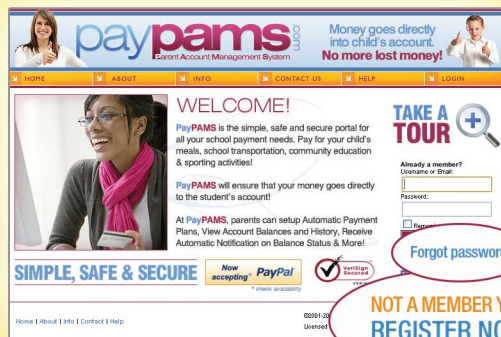 paypams.com
Parent Account Management System
Money goes directly
into child's account.
No more lost money!
HOME
ABOUT
INFO
CONTACT US
HELP
LOGIN
WELCOME!
PayPAMS is the simple, safe and secure portal for
all your school payment needs. Pay for your child's
meals, school transportation, community education
& sporting activities!
PayPAMS will ensure that your money goes directly
to the student's account!
At PayPAMS, parents can setup Automatic Payment
Plans, View Account Balances and History, Receive
Automatic Notification on Balance Status & More!
TAKE A
TOUR
Already a member?
Username or Email:
Password:
Forgot passwor
SIMPLE, SAFE & SECURE
Now
accepting* PayPal
* check availability
VeriSign
Secured
NOT A MEMBER Y
REGISTER NO
Home | About | Info | Contact | Help
©2001-20
Licensed